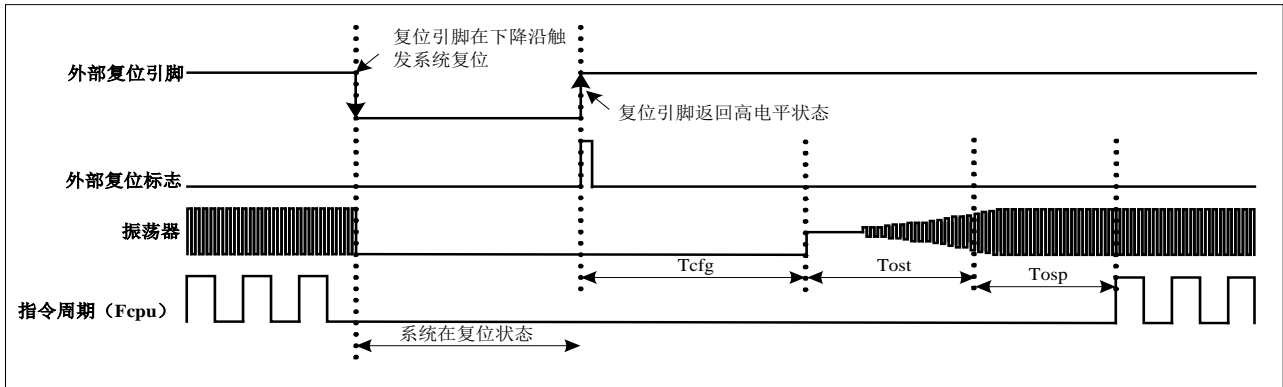 复位引脚在下降沿触
发系统复位
外部复位引脚
复位引脚返回高电平状态
外部复位标志
振荡器
Tcfg
Tost
Tosp
指令周期（Fcpu）
系统在复位状态